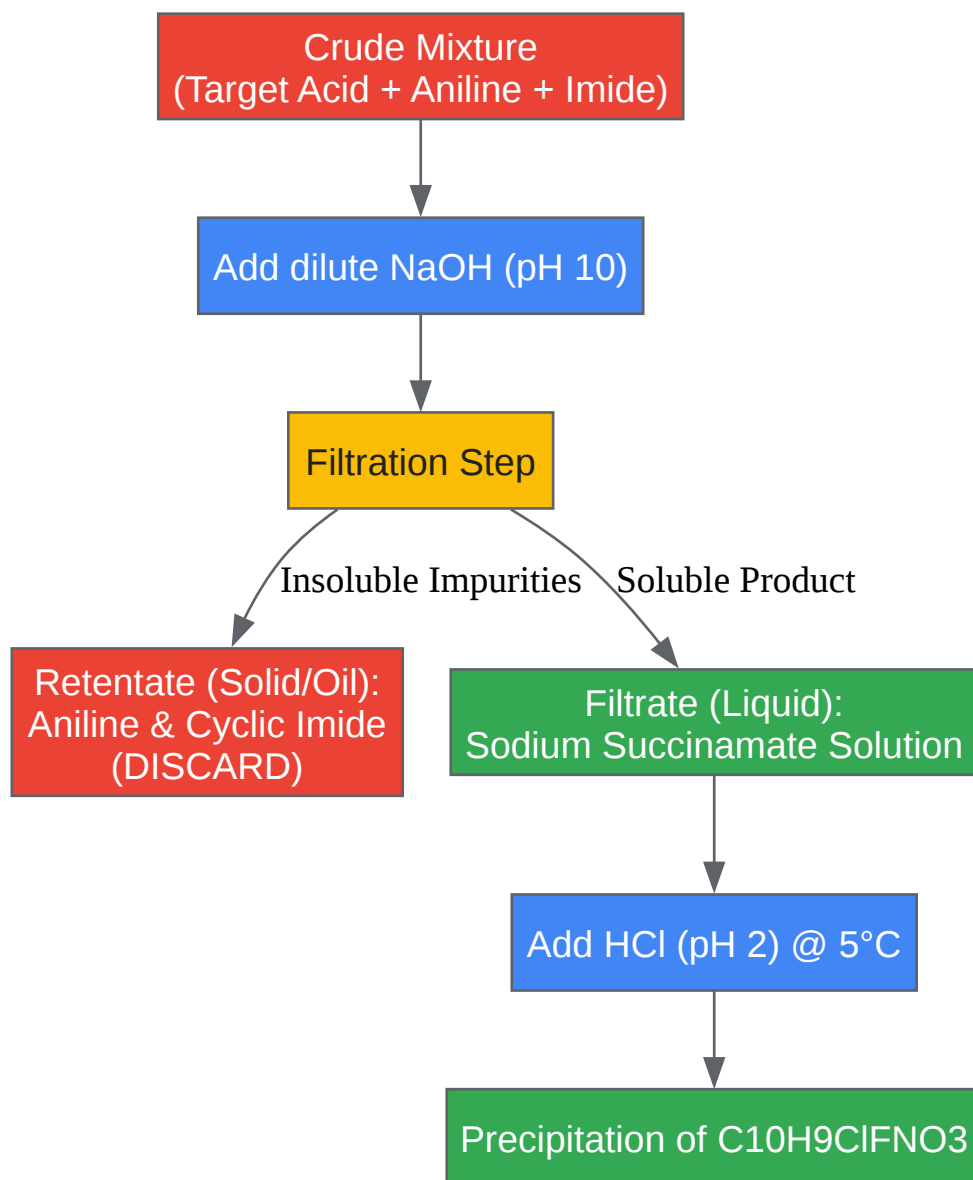 Crude Mixture
(Target Acid + Aniline + Imide)
Add dilute NaOH (pH 10)
Filtration Step
Insoluble Impurities
Soluble Product
Retentate (Solid/Oil):
Aniline & Cyclic Imide
(DISCARD)
Filtrate (Liquid):
Sodium Succinamate Solution
Add HCl (pH 2) @ 5°C
Precipitation of C10H9ClFNO3